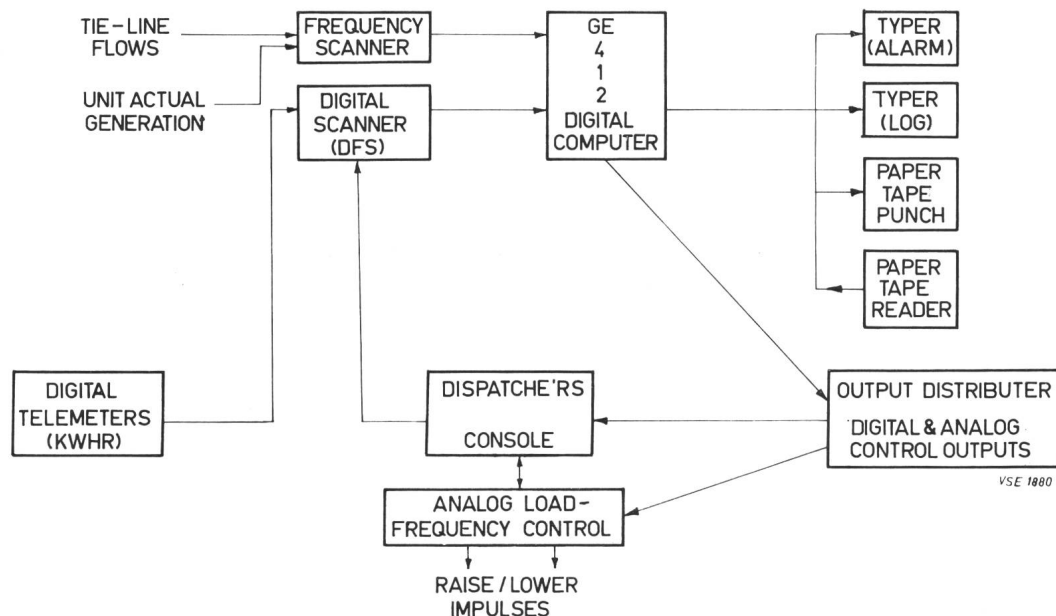 TIE-LINE
FLOWS
UNIT ACTUAL
GENERATION
FREQUENCY
SCANNER
DIGITAL
SCANNER
(DFS)
GE
4
1
2
DIGITAL
COMPUTER
TYPER
(ALARM)
TYPER
(LOG)
PAPER
TAPE
PUNCH
PAPER
TAPE
READER
DIGITAL
TELEMETERS
(KWHR)
DISPATCHE'RS
CONSOLE
OUTPUT DISTRIBUTER
DIGITAL & ANALOG
CONTROL OUTPUTS
VSE 1880
ANALOG LOAD-
FREQUENCY CONTROL
RAISE / LOWER
IMPULSES